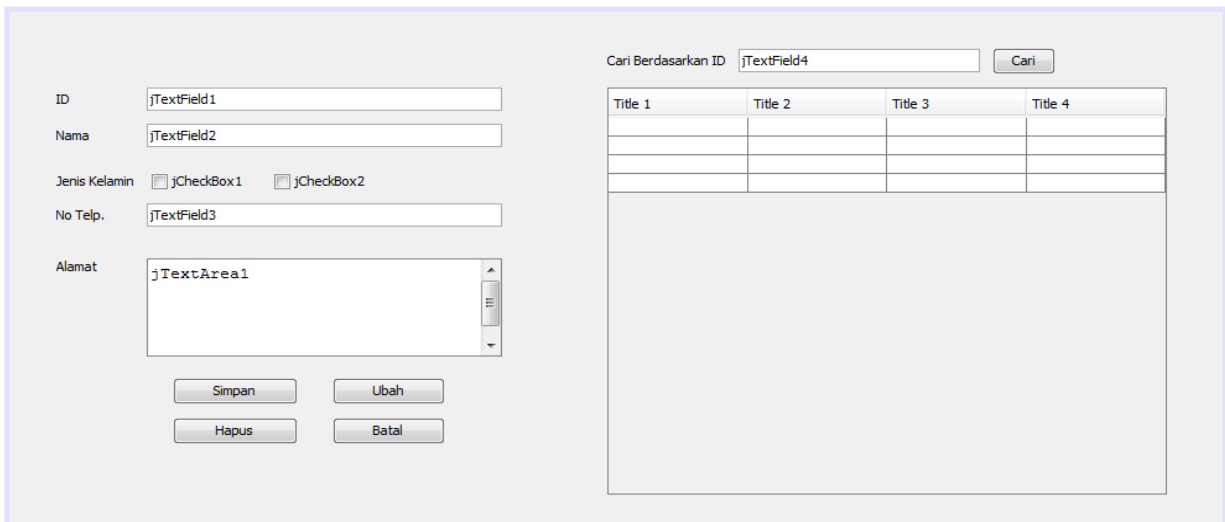 Cari Berdasarkan ID jTextField4 Cari
ID jTextField1
Nama jTextField2
Jenis Kelamin jCheckBox1 jCheckBox2
No Telp. jTextField3
Alamat jTextArea1
Simpan Ubah
Hapus Batal
Title 1 Title 2 Title 3 Title 4